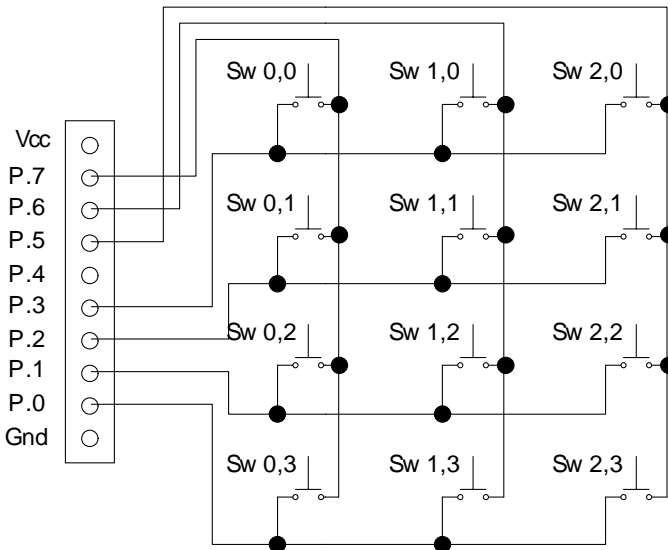 Sw 0,0 Sw 1,0 Sw 2,0
Vcc
P.7
P.6
Sw 0,1 Sw 1,1 Sw 2,1
P.5
P.4
P.3
P.2
Sw 0,2 Sw 1,2 Sw 2,2
P.1
P.0
Gnd
Sw 0,3 Sw 1,3 Sw 2,3